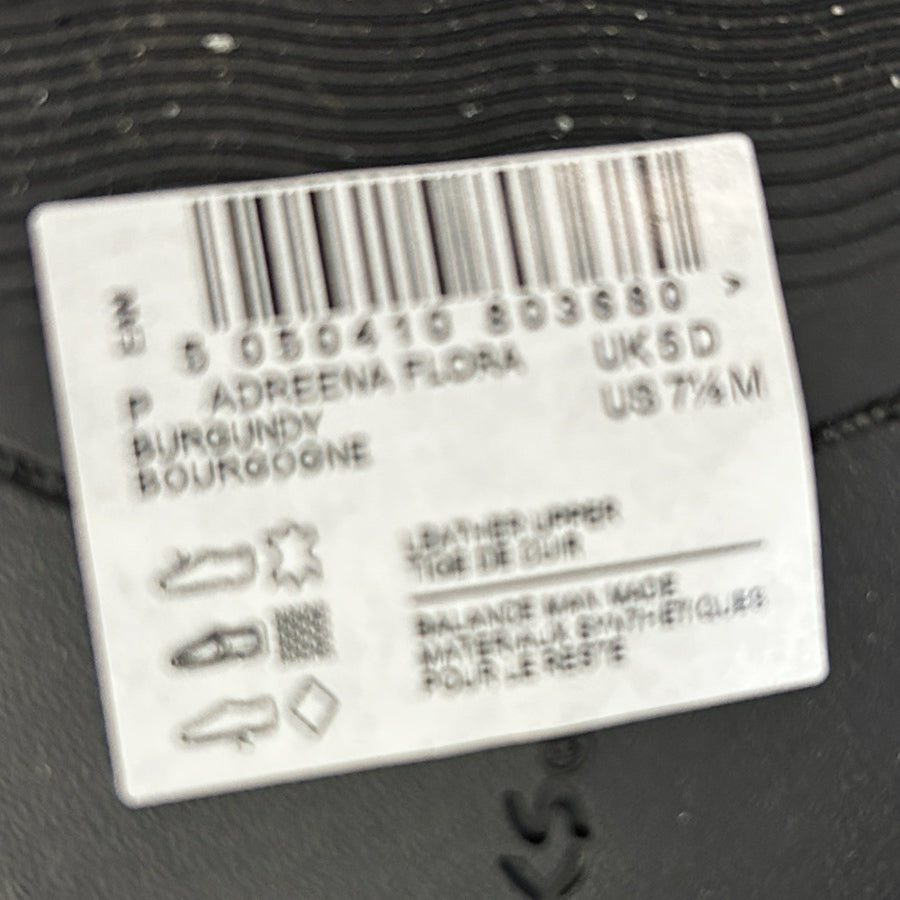 5 050410 803680 >
P ADREENA FLORA UK 5 D
US 7½ M
BURGUNDY
BOURGOGNE
LEATHER UPPER
TIGE DE CUIR
BALANCE MAN MADE
MATERIAUX SYNTHETIQUES
POUR LE RESTE